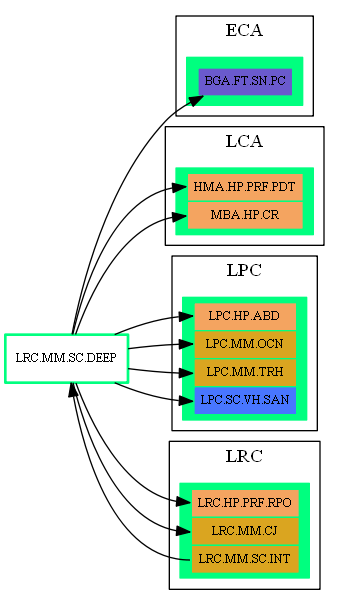 ECA
BGA.FT.SN.PC
LCA
HMA.HP.PRF.PDT
MBA.HP.CR
LPC
LPC.HP.ABD
LPC.MM.OCN
LRC.MM.SC.DEEP
LPC.MM.TRH
LPC.SC.VH.SAN
LRC
LRC.HP.PRF.RPO
LRC.MM.CJ
LRC.MM.SC.INT